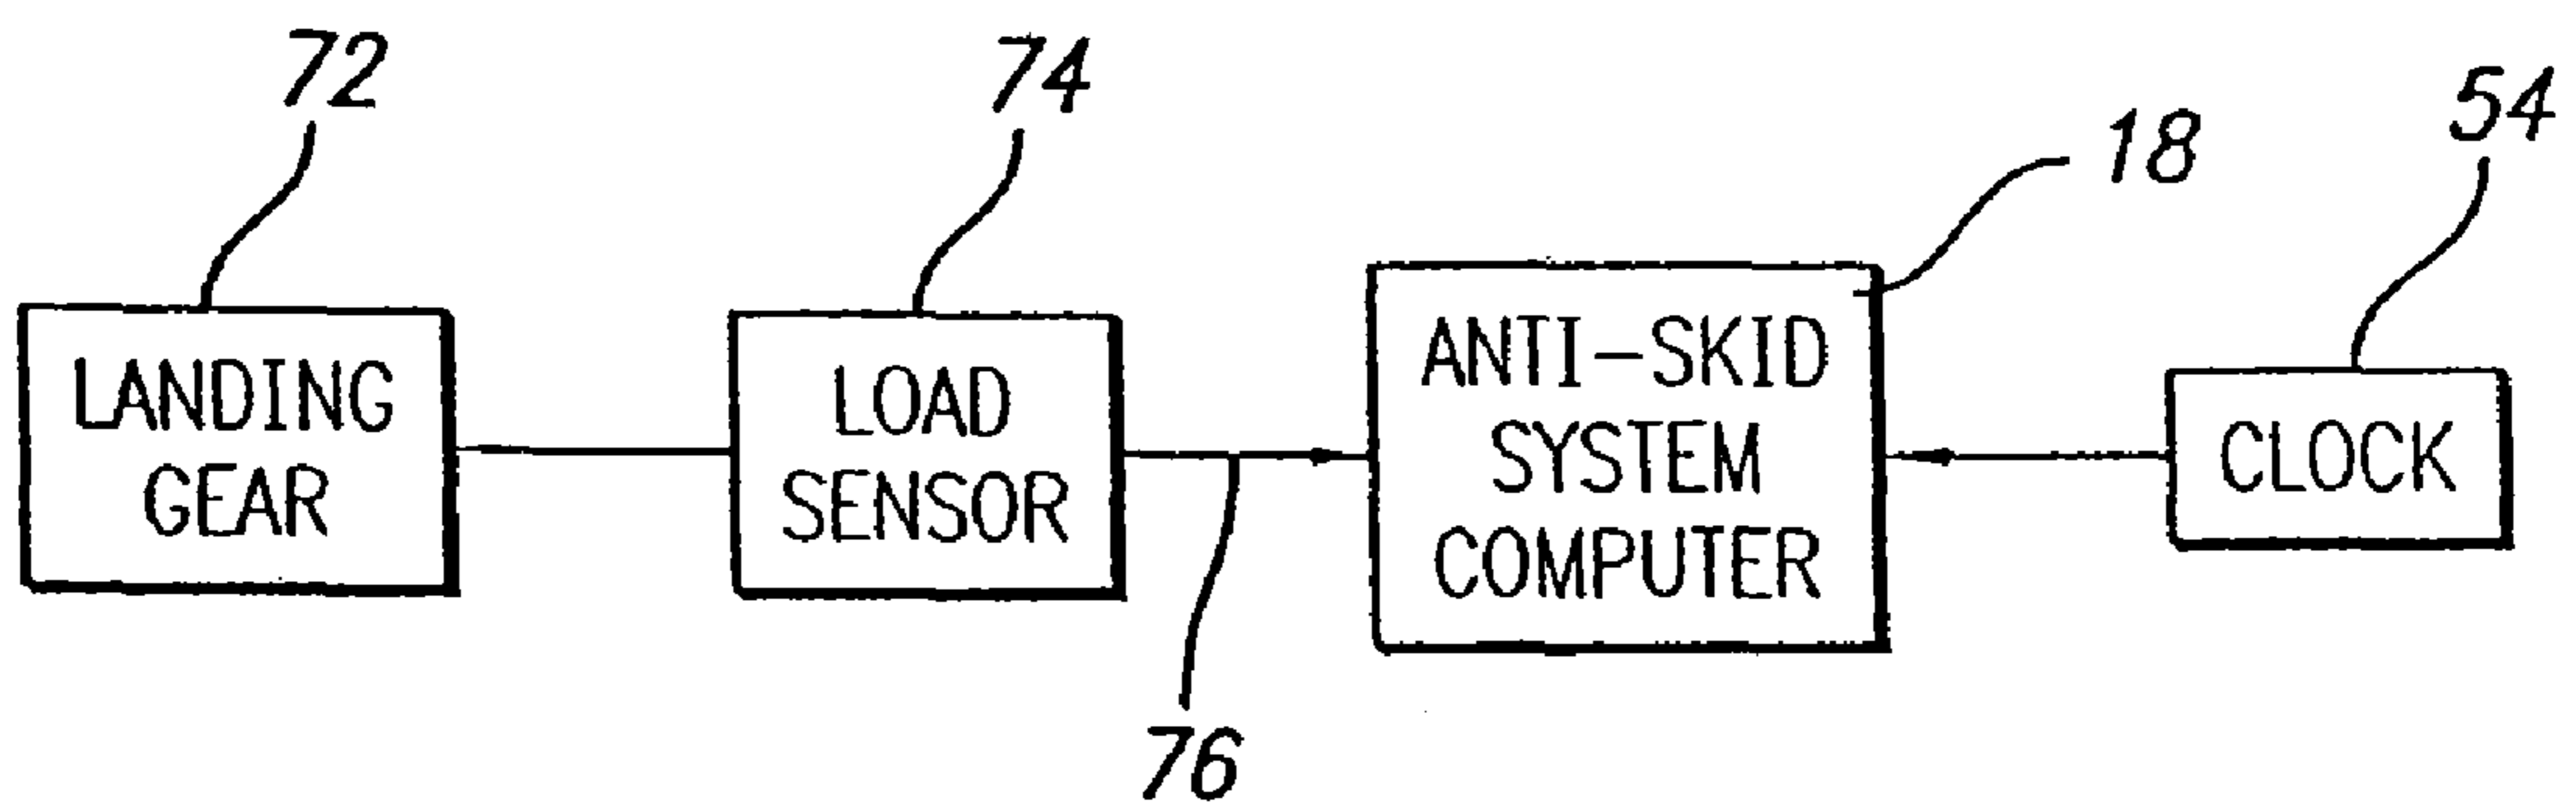 72
74
18
54
LANDING
GEAR
LOAD
SENSOR
ANTI-SKID
SYSTEM
COMPUTER
CLOCK
76